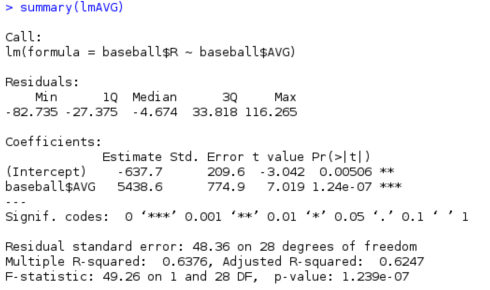 > summary(lmAVG)
Call:
lm(formula = baseball$R ~ baseball$AVG)
Residuals:
    Min      1Q  Median      3Q     Max
-82.735 -27.375  -4.674  33.818 116.265
Coefficients:
             Estimate Std. Error t value Pr(>|t|)
(Intercept)    -637.7      209.6  -3.042  0.00506 **
baseball$AVG   5438.6      774.9   7.019 1.24e-07 ***
---
Signif. codes:  0 ‘***’ 0.001 ‘**’ 0.01 ‘*’ 0.05 ‘.’ 0.1 ‘ ’ 1
Residual standard error: 48.36 on 28 degrees of freedom
Multiple R-squared:  0.6376, Adjusted R-squared:  0.6247
F-statistic: 49.26 on 1 and 28 DF,  p-value: 1.239e-07